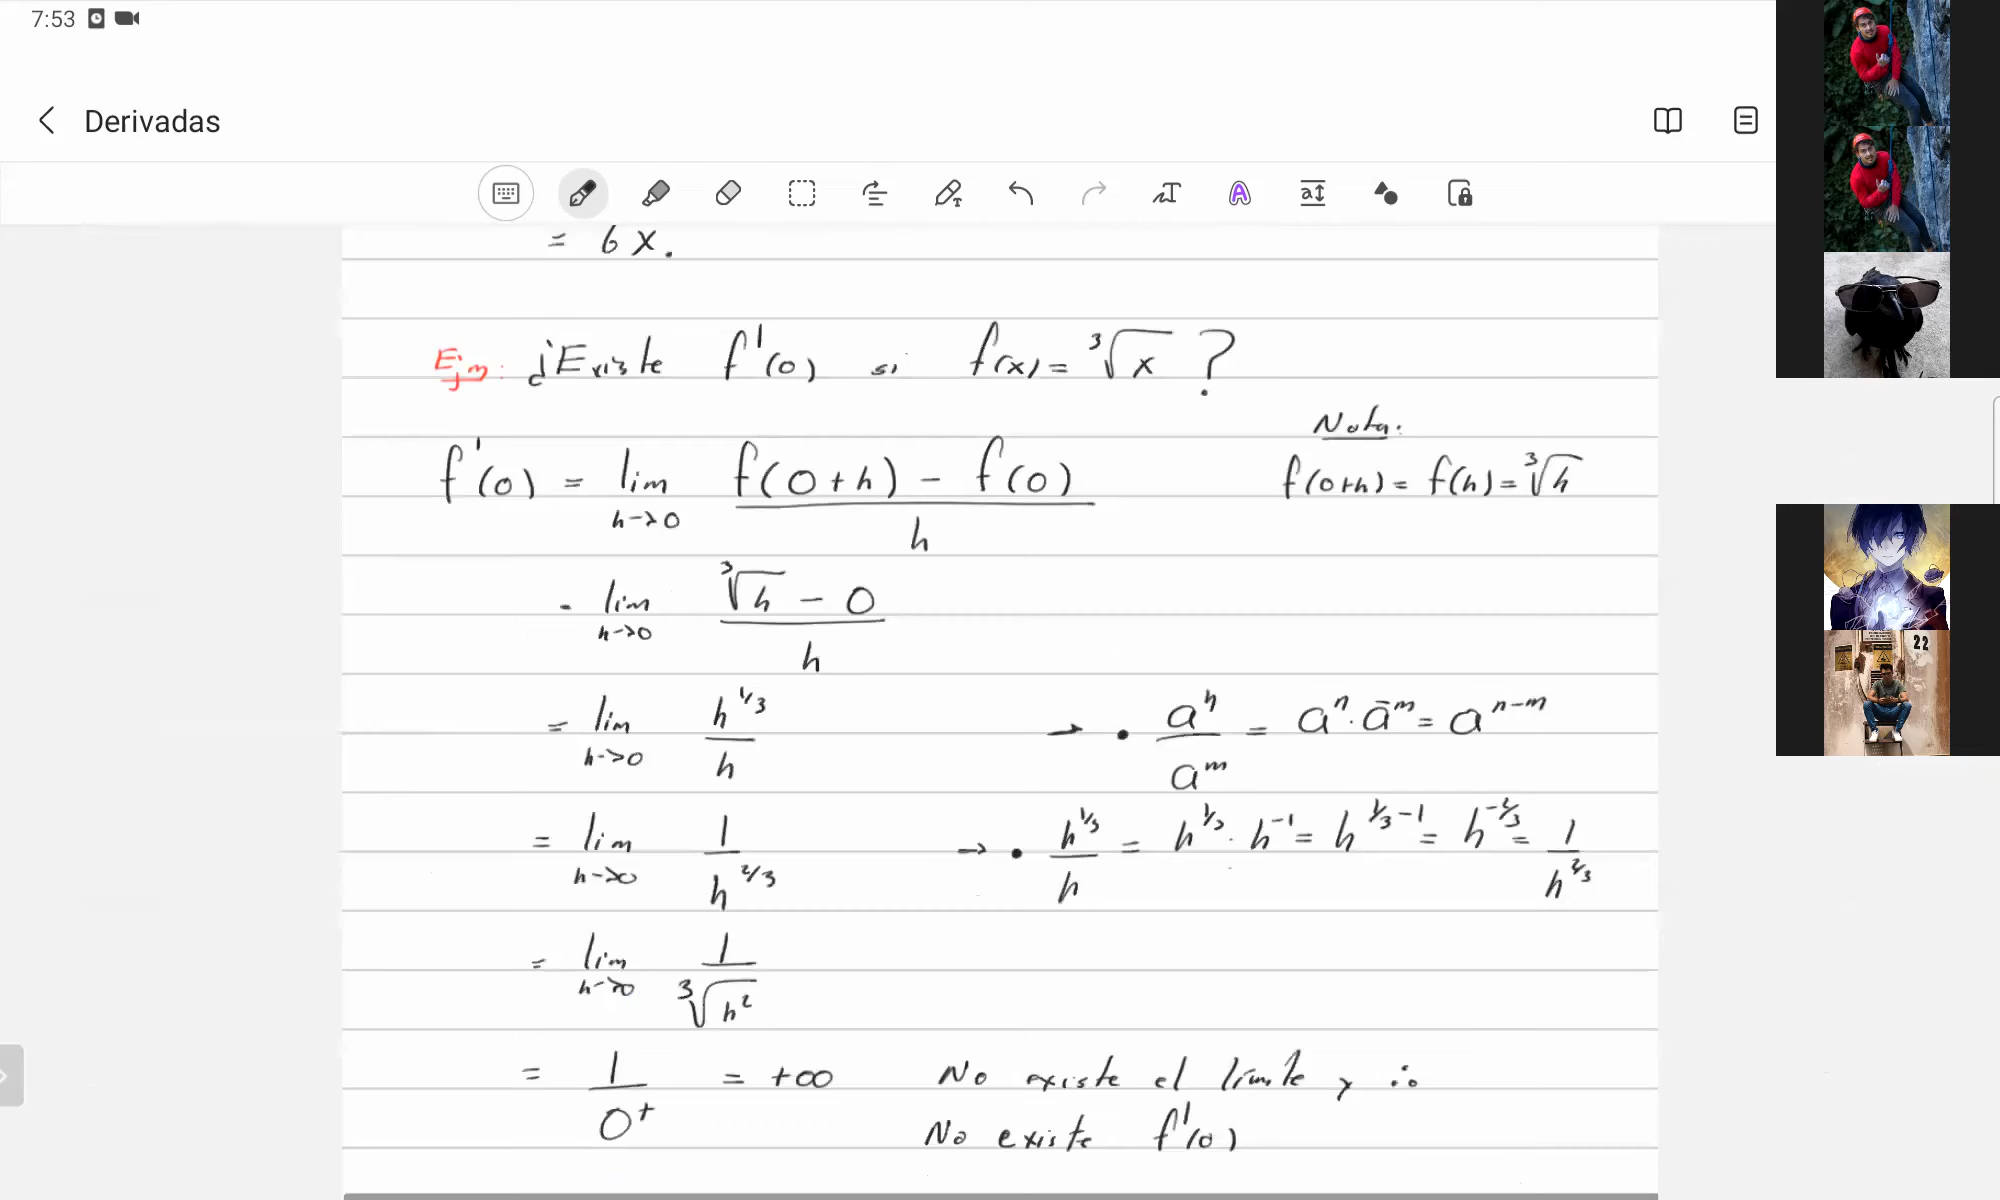 7:53
Derivadas
= 6x.
Ejm: ¿Existe f'(0) si f(x) = ∛x ?
Nota:
f'(0) = lim h→0 f(0+h) - f(0) / h
f(0+h) = f(h) = ∛h
= lim h→0 ∛h - 0 / h
= lim h→0 h^1/3 / h → • a^n / a^m = a^n · a^-m = a^n-m
= lim h→0 1 / h^2/3 → • h^1/3 / h = h^1/3 · h^-1 = h^1/3-1 = h^-2/3 = 1 / h^2/3
= lim h→0 1 / ∛h²
= 1 / 0⁺ = +∞ No existe el límite y ∴
No existe f'(0)
22